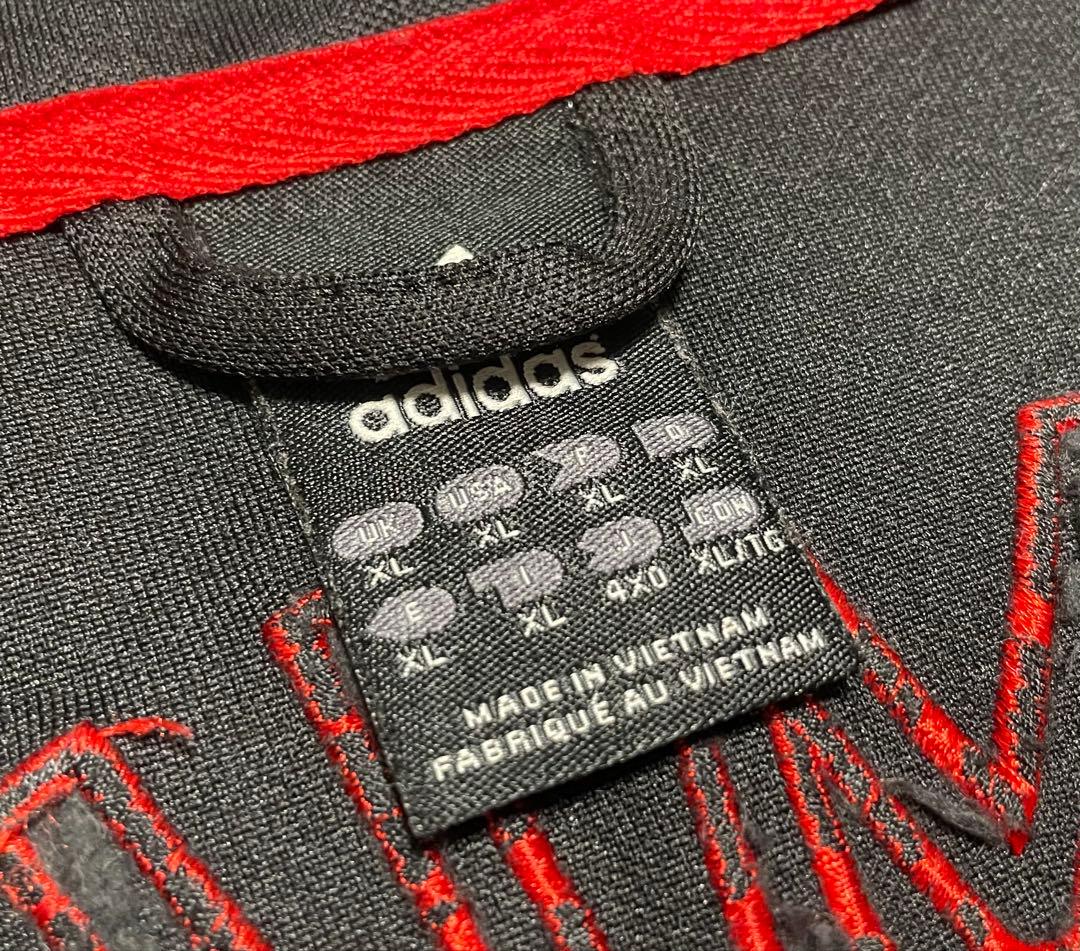 adidas
UK USA F D
XL XL XL XL
E I J CDN
XL XL 4XO XL/TG
MADE IN VIETNAM
FABRIQUÉ AU VIETNAM